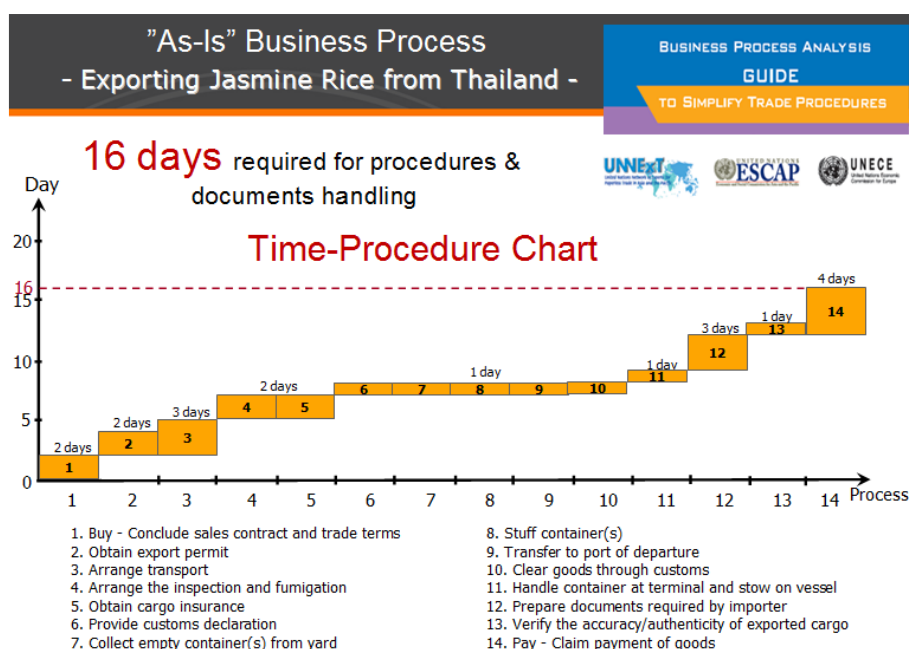 ”As-Is” Business Process
- Exporting Jasmine Rice from Thailand -
BUSINESS PROCESS ANALYSIS
GUIDE
TO SIMPLIFY TRADE PROCEDURES
16 days required for procedures &
documents handling
UNNExT
UNITED NATIONS
ESCAP
UNECE
United Nations Economic
Commission for Europe
Day
Time-Procedure Chart
20
16
15
10
5
0
2 days
2 days
3 days
2 days
1 day
1 day
3 days
1 day
4 days
1
2
3
4
5
6
7
8
9
10
11
12
13
14
1 2 3 4 5 6 7 8 9 10 11 12 13 14 Process
1. Buy - Conclude sales contract and trade terms
2. Obtain export permit
3. Arrange transport
4. Arrange the inspection and fumigation
5. Obtain cargo insurance
6. Provide customs declaration
7. Collect empty container(s) from yard
8. Stuff container(s)
9. Transfer to port of departure
10. Clear goods through customs
11. Handle container at terminal and stow on vessel
12. Prepare documents required by importer
13. Verify the accuracy/authenticity of exported cargo
14. Pay - Claim payment of goods